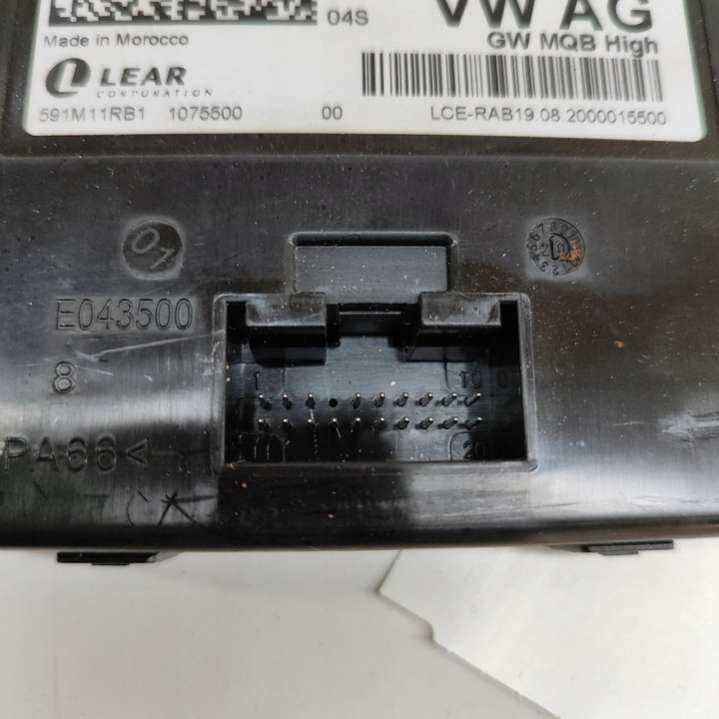 04S
VW AG
Made in Morocco
GW MQB High
LEAR
CORPORATION
591M11RB1 1075500 00 LCE-RAB19.08.2000015500
07
E043500
8
1 10
PA66<
11 20